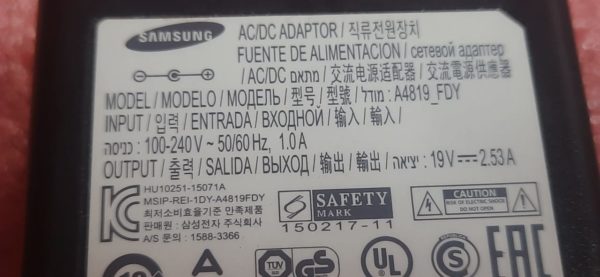 SAMSUNG
AC/DC ADAPTOR / 직류전원장치
FUENTE DE ALIMENTACION / сетевой адаптер
/ AC/DC מתאם / 交流电源适配器 / 交流電源供應器
MODEL / MODELO / МОДЕЛЬ / 型号 / 型號 / מודל : A4819_FDY
INPUT / 입력 / ENTRADA / ВХОДНОЙ / 输入 / 輸入 /
כניסה : 100-240V ~ 50/60 Hz, 1.0 A
OUTPUT / 출력 / SALIDA / ВЫХОД / 输出 / 輸出 / יציאה : 19V ⎓ 2.53A
HU10251-15071A
MSIP-REI-1DY-A4819FDY
최저소비효율기준 만족제품
판매원 : 삼성전자 주식회사
A/S 문의 : 1588-3366
S SAFETY
MARK
150217-11
CAUTION
RISK OF ELECTRIC SHOCK
DO NOT OPEN
TUV
UL
S
EAC